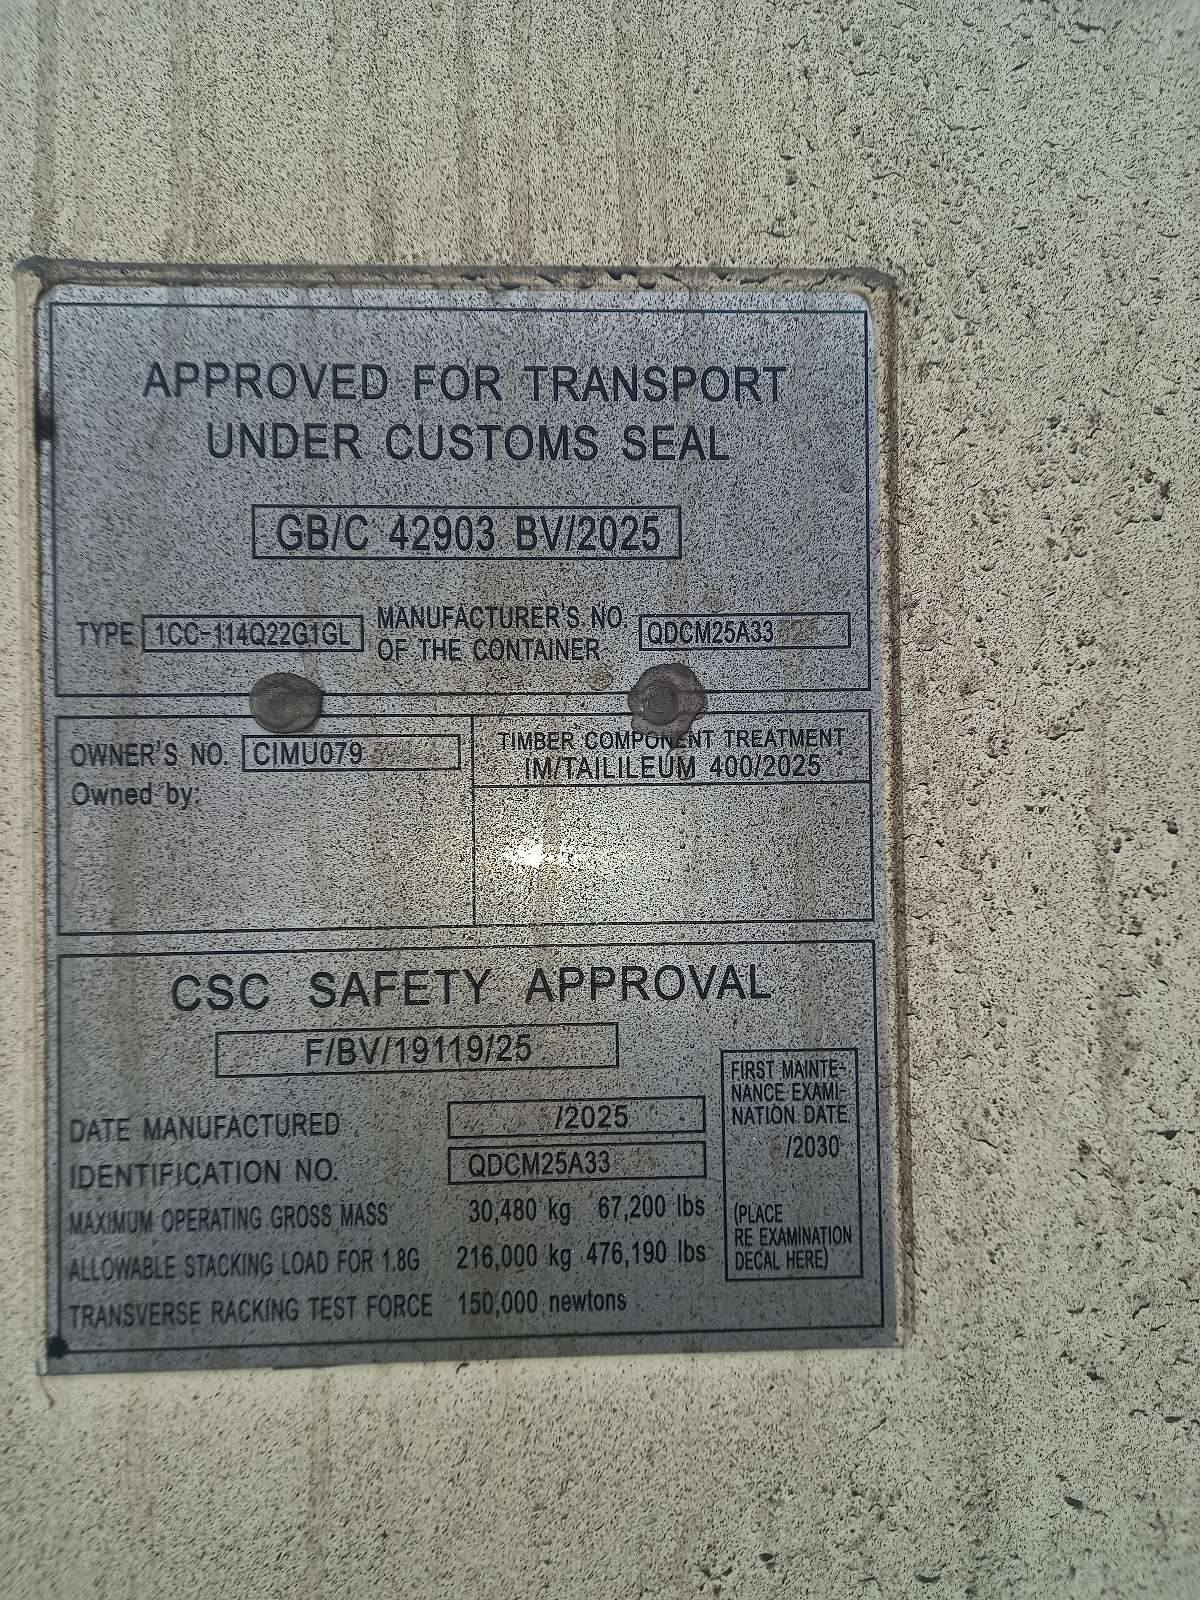 APPROVED FOR TRANSPORT
UNDER CUSTOMS SEAL
GB/C 42903 BV/2025
TYPE 1CC-114Q22G1GL
MANUFACTURER'S NO.
OF THE CONTAINER
QDCM25A33
OWNER'S NO. CIMU079
Owned by:
TIMBER COMPONENT TREATMENT
IM/TAILILEUM 400/2025
CSC SAFETY APPROVAL
F/BV/19119/25
DATE MANUFACTURED /2025
IDENTIFICATION NO. QDCM25A33
MAXIMUM OPERATING GROSS MASS 30,480 kg 67,200 lbs
ALLOWABLE STACKING LOAD FOR 1.8G 216,000 kg 476,190 lbs
TRANSVERSE RACKING TEST FORCE 150,000 newtons
FIRST MAINTE-
NANCE EXAMI-
NATION DATE
/2030
(PLACE
RE EXAMINATION
DECAL HERE)